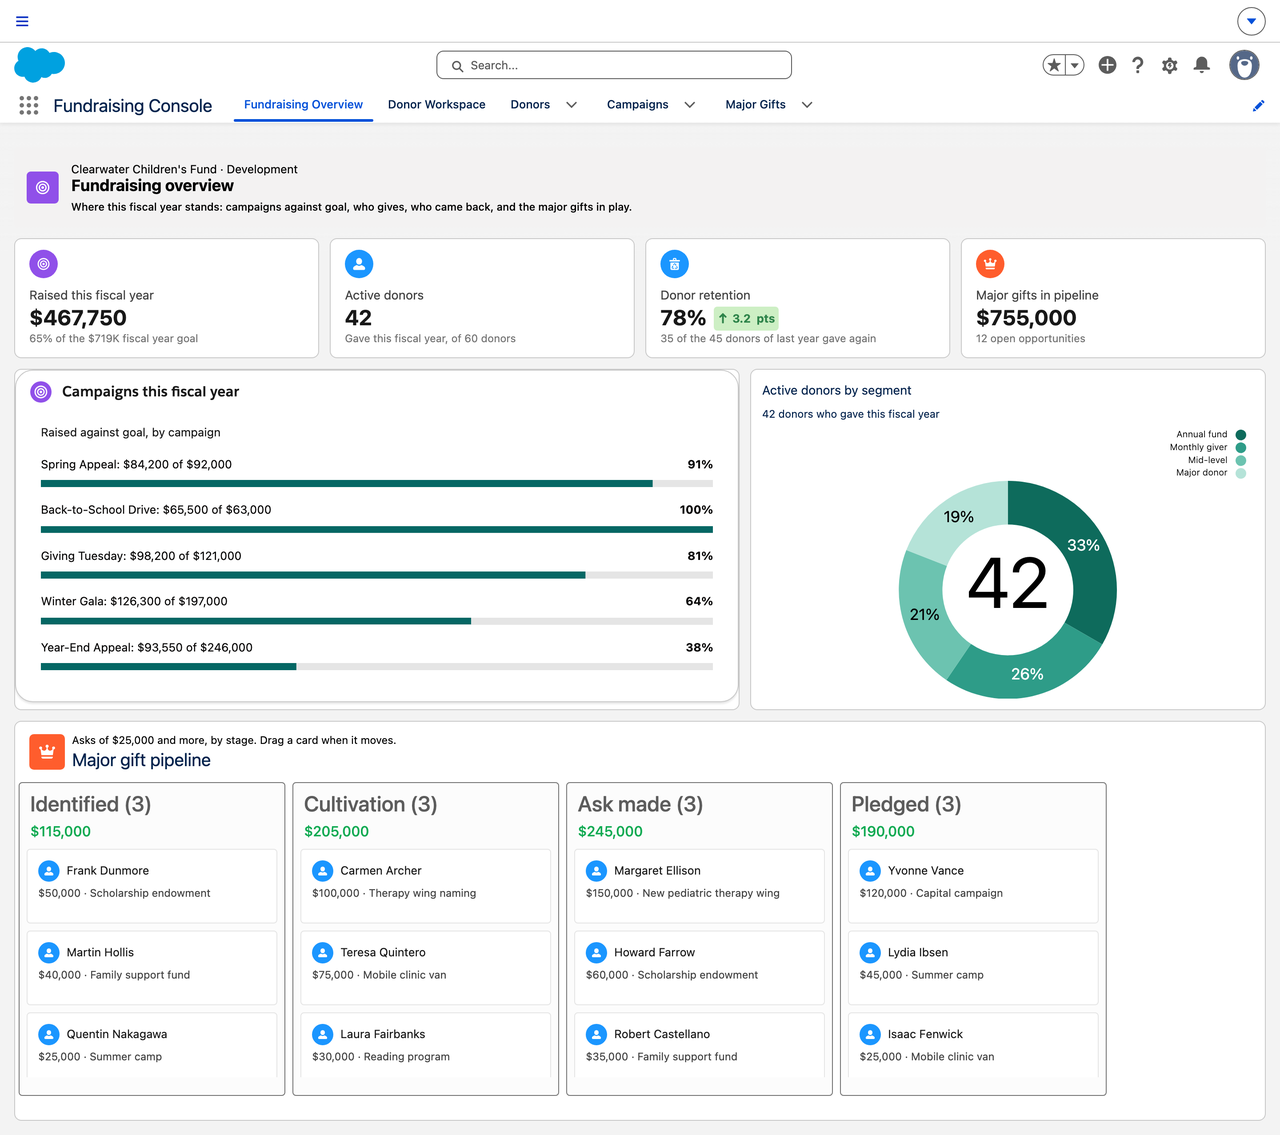 Search...
Fundraising Console
Fundraising Overview
Donor Workspace
Donors
Campaigns
Major Gifts
Clearwater Children's Fund · Development
Fundraising overview
Where this fiscal year stands: campaigns against goal, who gives, who came back, and the major gifts in play.
Raised this fiscal year
$467,750
65% of the $719K fiscal year goal
Active donors
42
Gave this fiscal year, of 60 donors
Donor retention
78% ↑ 3.2 pts
35 of the 45 donors of last year gave again
Major gifts in pipeline
$755,000
12 open opportunities
Campaigns this fiscal year
Raised against goal, by campaign
Spring Appeal: $84,200 of $92,000 91%
Back-to-School Drive: $65,500 of $63,000 100%
Giving Tuesday: $98,200 of $121,000 81%
Winter Gala: $126,300 of $197,000 64%
Year-End Appeal: $93,550 of $246,000 38%
Active donors by segment
42 donors who gave this fiscal year
Annual fund
Monthly giver
Mid-level
Major donor
19%
33%
42
21%
26%
Asks of $25,000 and more, by stage. Drag a card when it moves.
Major gift pipeline
Identified (3)
$115,000
Frank Dunmore
$50,000 · Scholarship endowment
Martin Hollis
$40,000 · Family support fund
Quentin Nakagawa
$25,000 · Summer camp
Cultivation (3)
$205,000
Carmen Archer
$100,000 · Therapy wing naming
Teresa Quintero
$75,000 · Mobile clinic van
Laura Fairbanks
$30,000 · Reading program
Ask made (3)
$245,000
Margaret Ellison
$150,000 · New pediatric therapy wing
Howard Farrow
$60,000 · Scholarship endowment
Robert Castellano
$35,000 · Family support fund
Pledged (3)
$190,000
Yvonne Vance
$120,000 · Capital campaign
Lydia Ibsen
$45,000 · Summer camp
Isaac Fenwick
$25,000 · Mobile clinic van